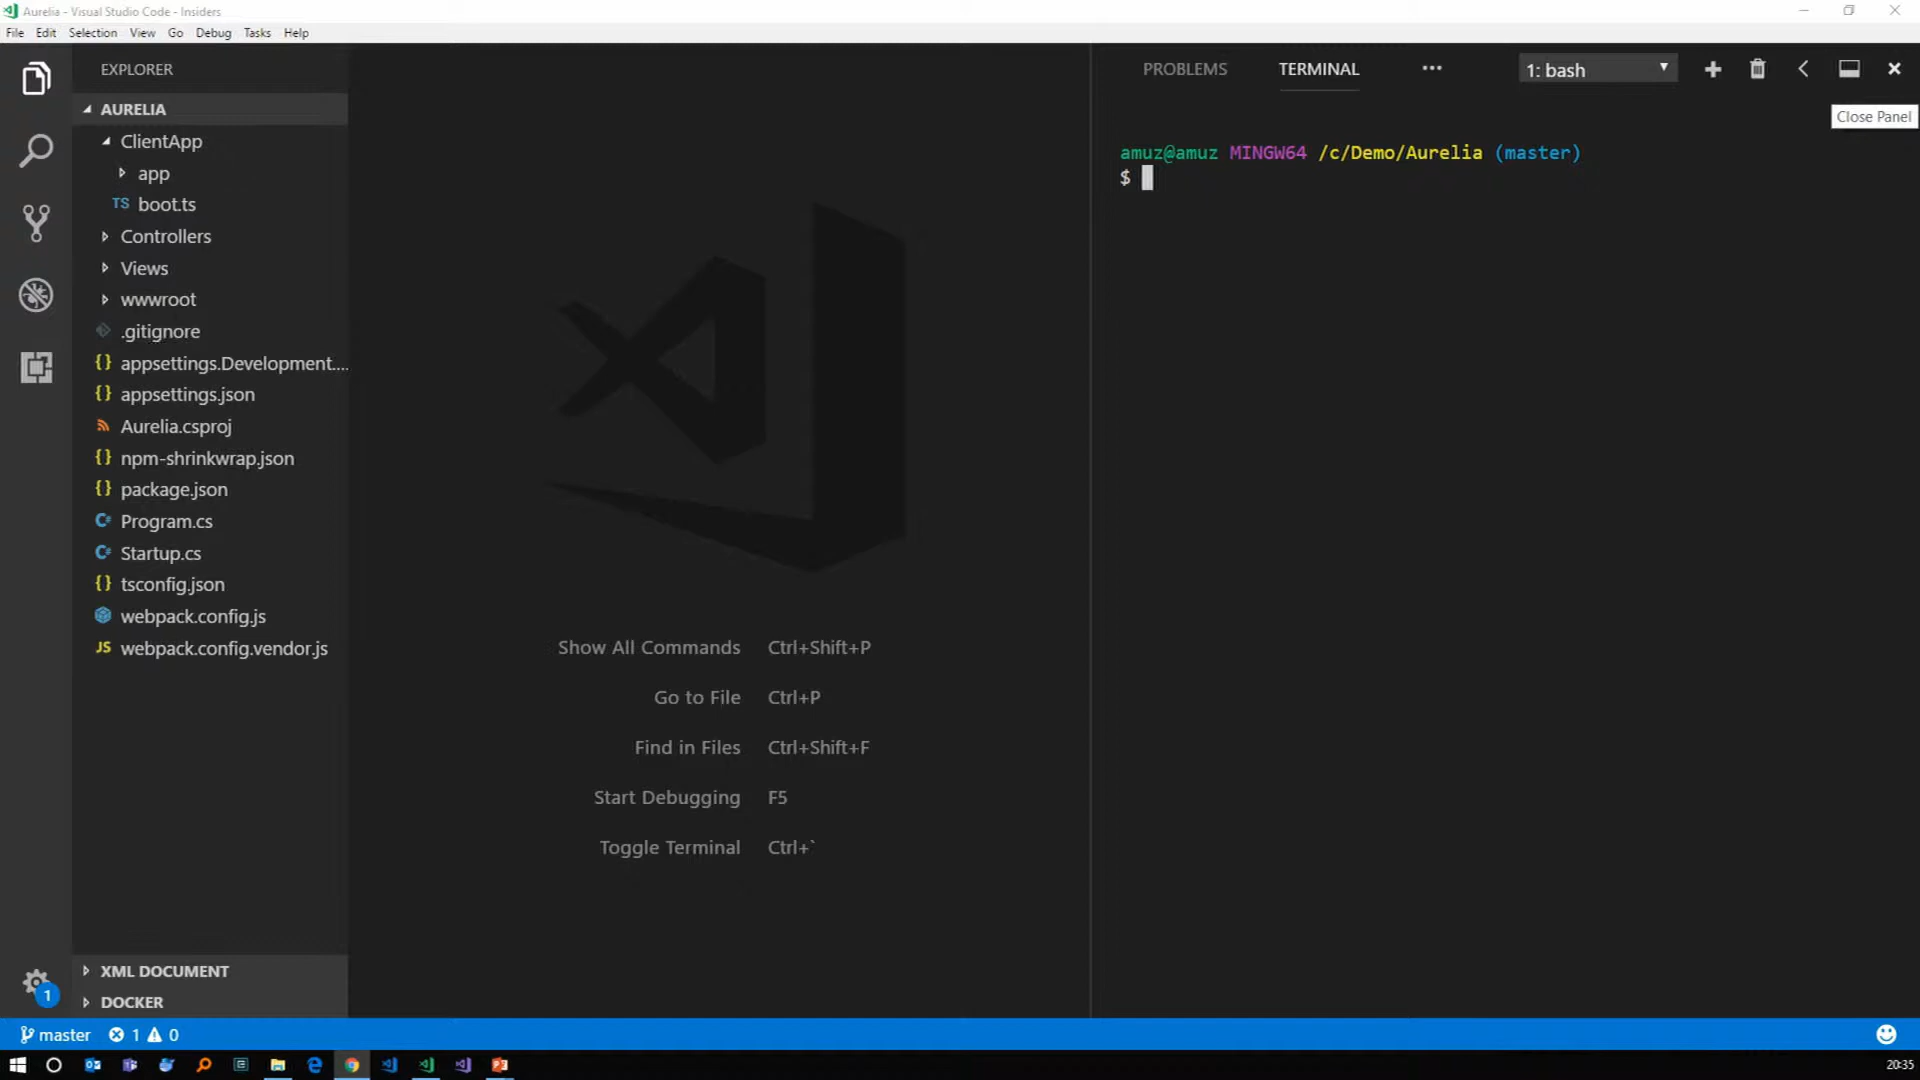 Aurelia - Visual Studio Code - Insiders
File Edit Selection View Go Debug Tasks Help
EXPLORER
AURELIA
ClientApp
app
TS boot.ts
Controllers
Views
wwwroot
.gitignore
{} appsettings.Development....
{} appsettings.json
Aurelia.csproj
{} npm-shrinkwrap.json
{} package.json
C# Program.cs
C# Startup.cs
{} tsconfig.json
webpack.config.js
JS webpack.config.vendor.js
XML DOCUMENT
DOCKER
1
Show All Commands Ctrl+Shift+P
Go to File Ctrl+P
Find in Files Ctrl+Shift+F
Start Debugging F5
Toggle Terminal Ctrl+`
PROBLEMS TERMINAL ... 1: bash
Close Panel
amuz@amuz MINGW64 /c/Demo/Aurelia (master)
$
master 1 0
20:35